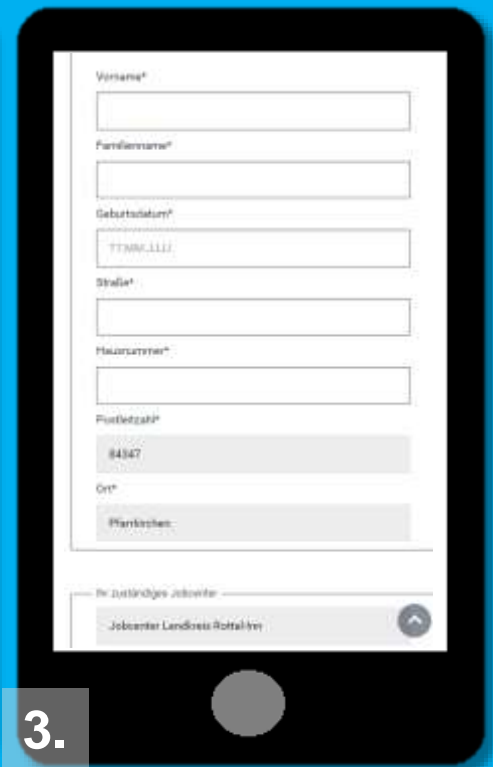 Vorname*
Familienname*
Geburtsdatum*
TT.MM.JJJJ
Straße*
Hausnummer*
Postleitzahl*
84347
Ort*
Pfarrkirchen
Ihr zuständiges Jobcenter
Jobcenter Landkreis Rottal-Inn
3.